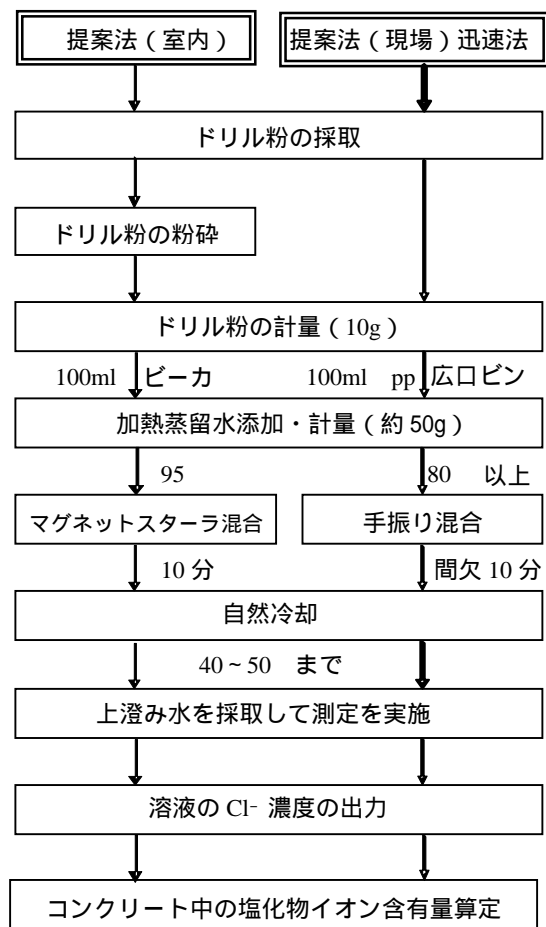 提案法（室内） 提案法（現場）迅速法
ドリル粉の採取
ドリル粉の粉砕
ドリル粉の計量（10g）
100ml ビーカ 100ml pp 広口ビン
加熱蒸留水添加・計量（約 50g）
95 80 以上
マグネットスターラ混合 手振り混合
10 分 間欠 10 分
自然冷却
40~50 まで
上澄み水を採取して測定を実施
溶液の Cl- 濃度の出力
コンクリート中の塩化物イオン含有量算定